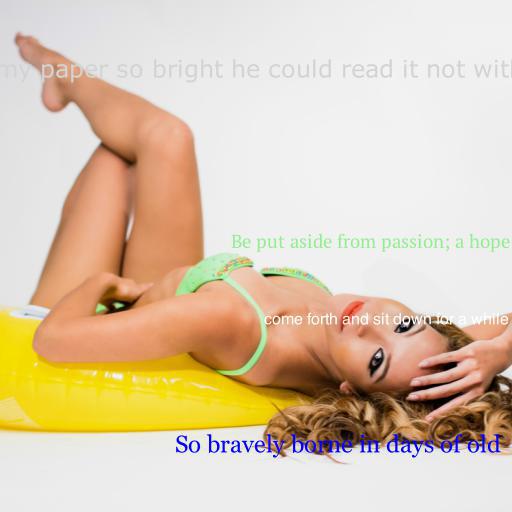 my paper so bright he could read it not with
Be put aside from passion; a hope
come forth and sit down for a while
So bravely borne in days of old